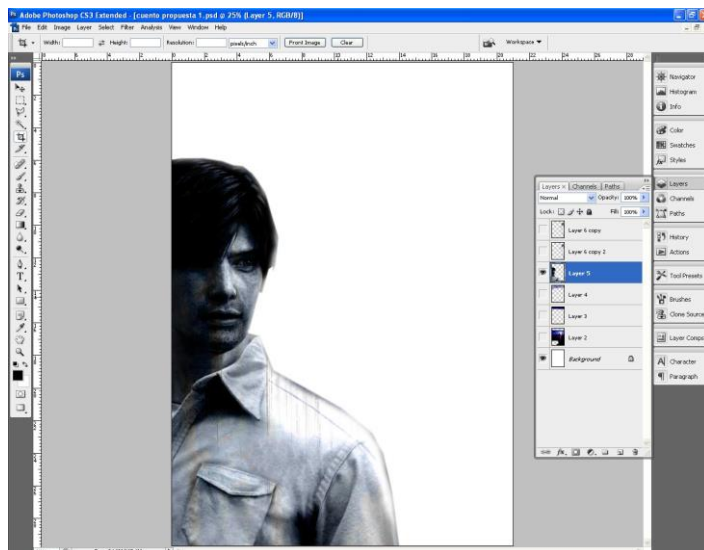 Adobe Photoshop CS3 Extended - [cuento propuesta 1.psd @ 25% (Layer 5, RGB/8)]
File Edit Image Layer Select Filter Analysis View Window Help
Width: Height: Resolution: pixels/inch Front Image Clear Workspace
Ps
Navigator
Histogram
Info
Color
Swatches
Styles
Layers
Channels
Paths
History
Actions
Tool Presets
Brushes
Clone Source
Layer Comps
Character
Paragraph
Layers × Channels Paths
Normal Opacity: 100%
Lock: Fill: 100%
Layer 6 copy
Layer 6 copy 2
Layer 5
Layer 4
Layer 3
Layer 2
Background